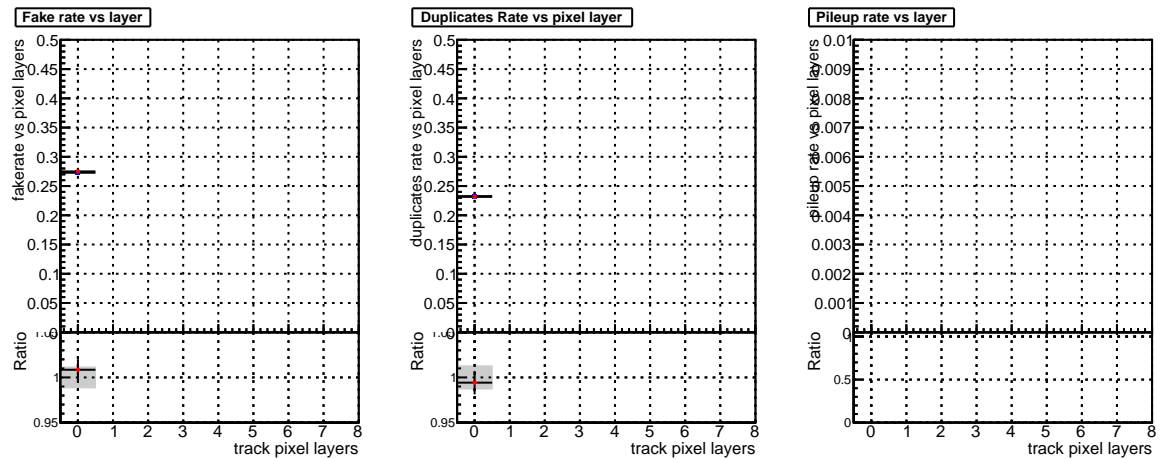 Fake rate vs layer
fakerate vs pixel layers
0.5
0.45
0.4
0.35
0.3
0.25
0.2
0.15
0.1
0.05
Ratio
1
0.95
0 1 2 3 4 5 6 7 8
track pixel layers
Duplicates Rate vs pixel layer
duplicates rate vs pixel layers
0.5
0.45
0.4
0.35
0.3
0.25
0.2
0.15
0.1
0.05
Ratio
1
0.95
0 1 2 3 4 5 6 7 8
track pixel layers
Pileup rate vs layer
pileup rate vs pixel layers
0.01
0.009
0.008
0.007
0.006
0.005
0.004
0.003
0.002
0.001
Ratio
0.5
0
0 1 2 3 4 5 6 7 8
track pixel layers